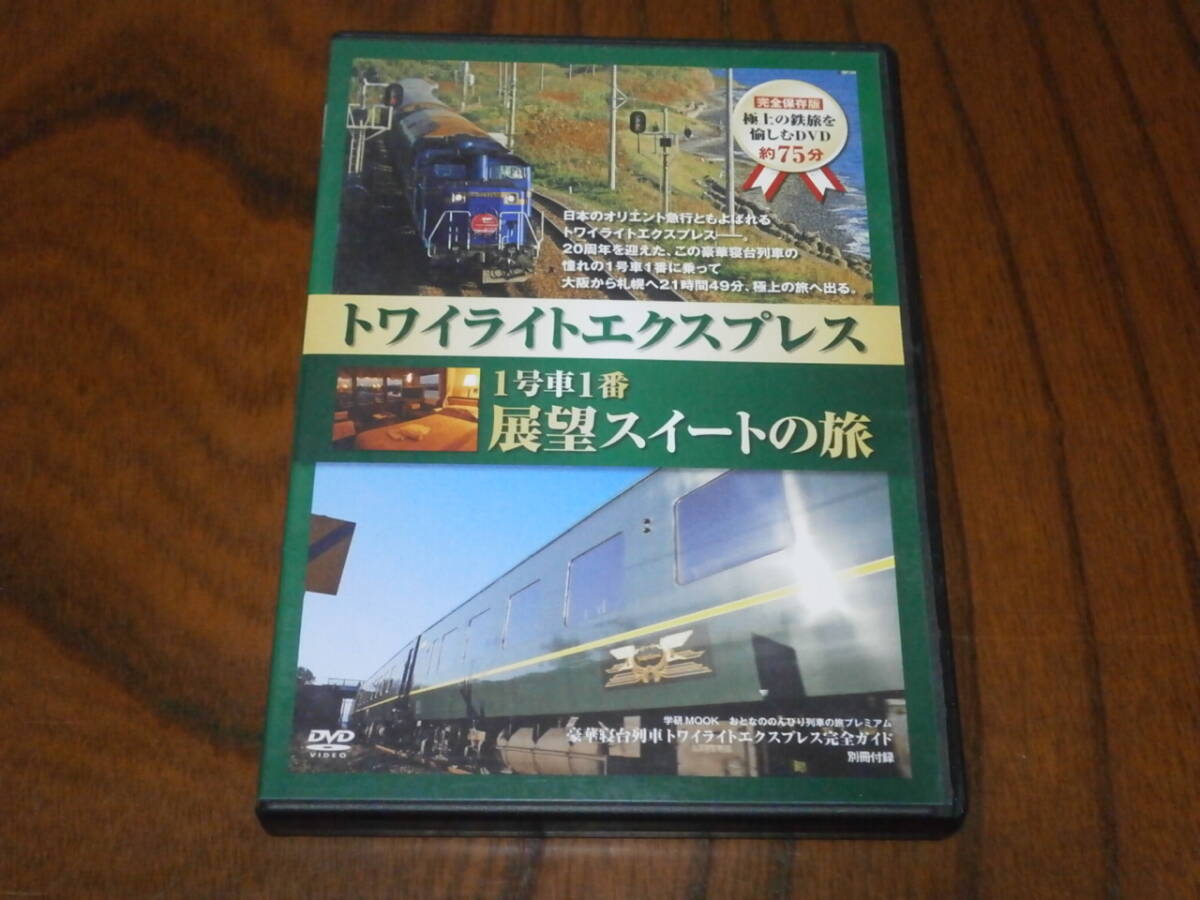 完全保存版
極上の鉄旅を
愉しむDVD
約75分
日本のオリエント急行ともよばれる
トワイライトエクスプレス――。
20周年を迎えた、この豪華寝台列車の
憧れの1号車1番に乗って
大阪から札幌へ21時間49分、極上の旅へ出る。
トワイライトエクスプレス
1号車1番
展望スイートの旅
学研MOOK おとなののんびり列車の旅プレミアム
豪華寝台列車トワイライトエクスプレス完全ガイド
別冊付録
DVD
VIDEO